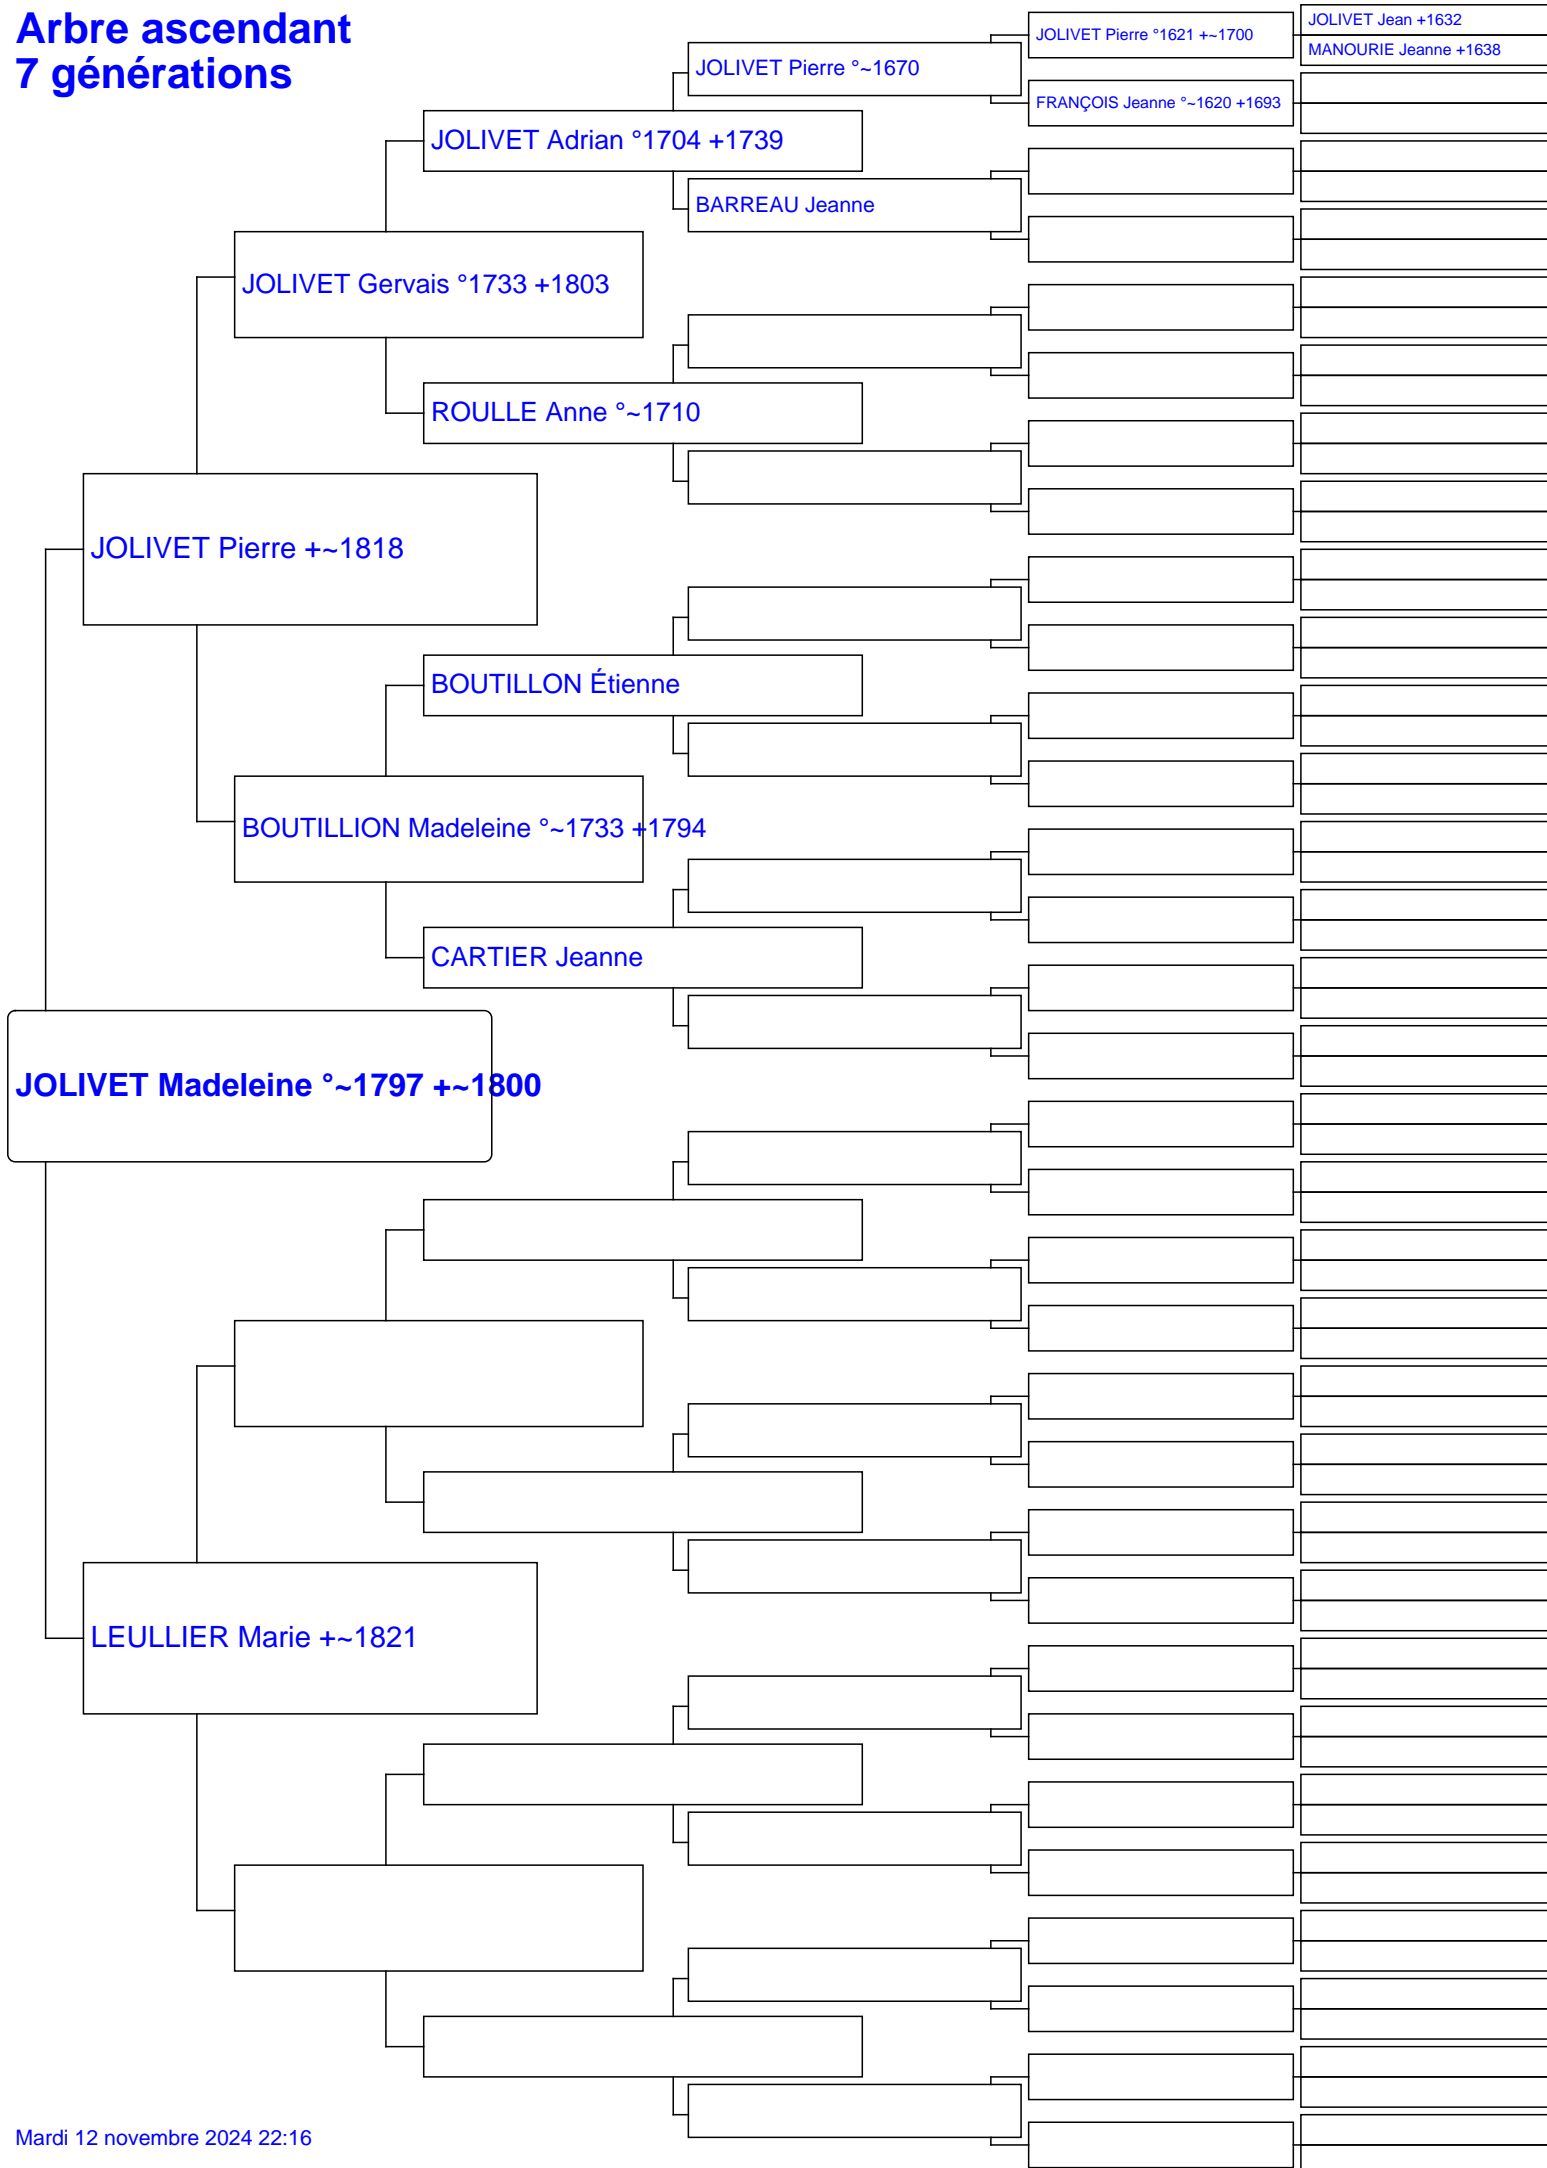 Arbre ascendant
7 générations
JOLIVET Jean +1632
JOLIVET Pierre °1621 +~1700
MANOURIE Jeanne +1638
JOLIVET Pierre °~1670
FRANÇOIS Jeanne °~1620 +1693
JOLIVET Adrian °1704 +1739
BARREAU Jeanne
JOLIVET Gervais °1733 +1803
ROULLE Anne °~1710
JOLIVET Pierre +~1818
BOUTILLON Étienne
BOUTILLION Madeleine °~1733 +1794
CARTIER Jeanne
JOLIVET Madeleine °~1797 +~1800
LEULLIER Marie +~1821
Mardi 12 novembre 2024 22:16